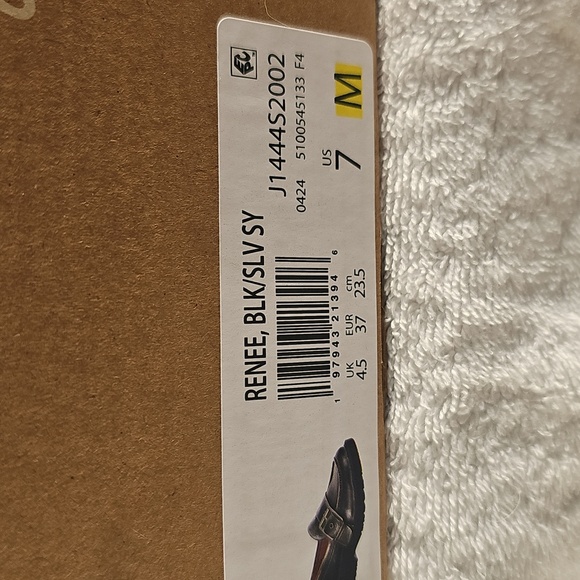 RENEE, BLK/SLV SY
J1444S2002
0424 5100545133 F4
1 97943 21394 6
UK EUR cm US
4.5 37 23.5 7 M